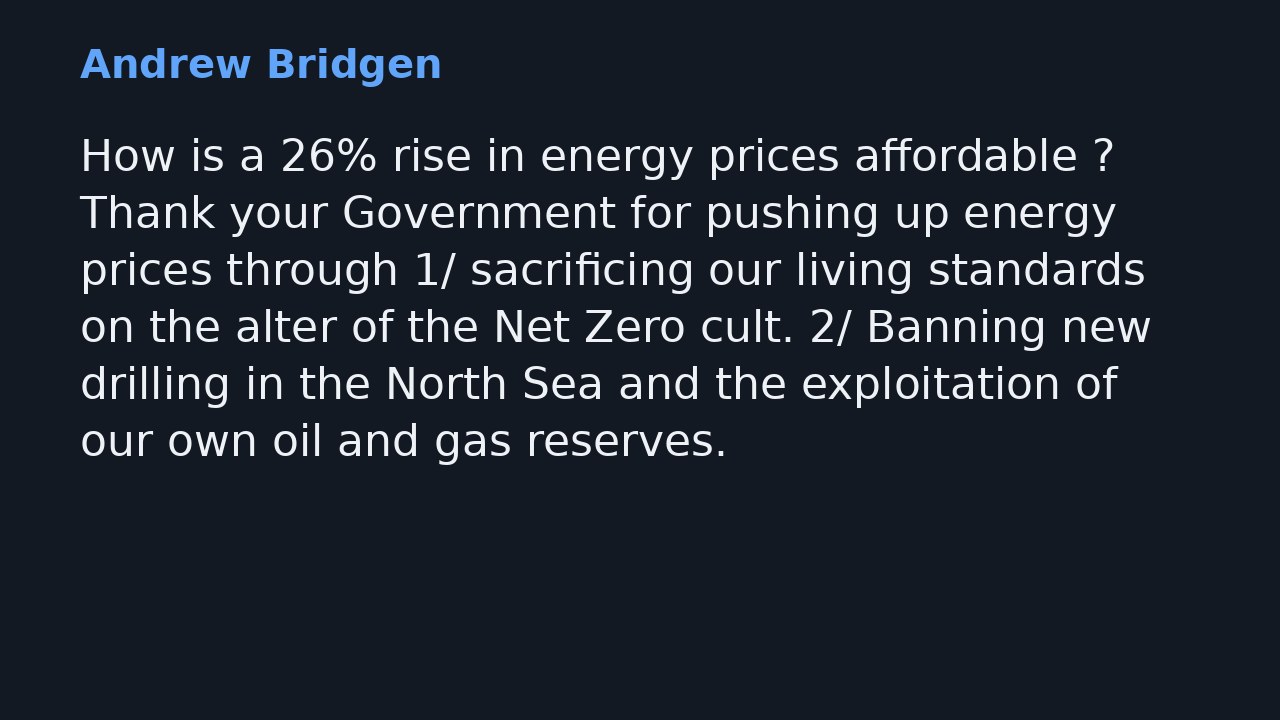 Andrew Bridgen
How is a 26% rise in energy prices affordable ?
Thank your Government for pushing up energy
prices through 1/ sacrificing our living standards
on the alter of the Net Zero cult. 2/ Banning new
drilling in the North Sea and the exploitation of
our own oil and gas reserves.